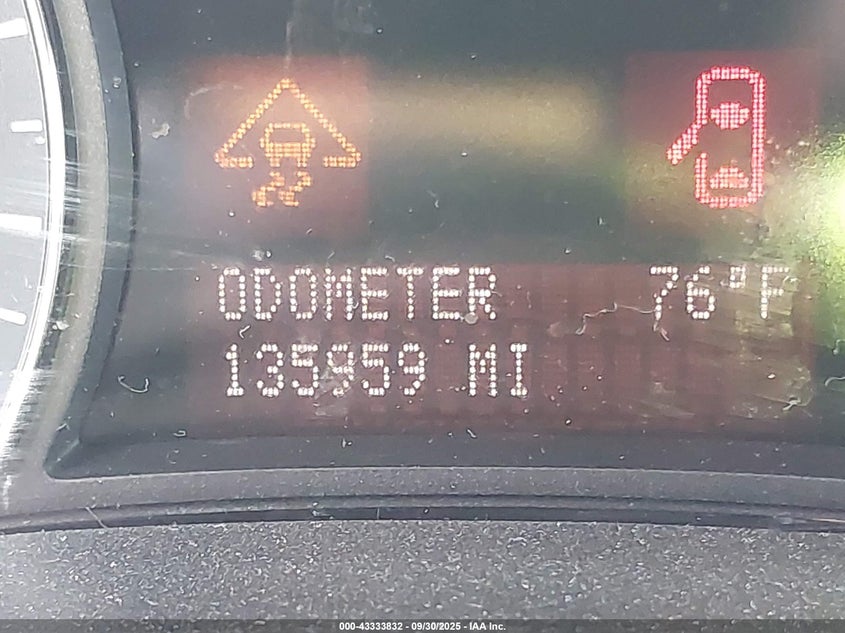 ODOMETER 76°F
135959 MI
000-43333832 - 09/30/2025 - IAA Inc.